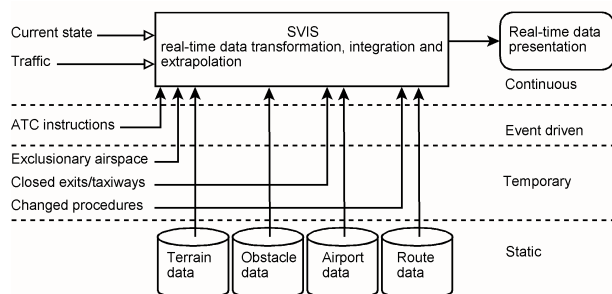 Current state
Traffic
SVIS
real-time data transformation, integration and
extrapolation
Real-time data
presentation
Continuous
ATC instructions
Event driven
Exclusionary airspace
Closed exits/taxiways
Changed procedures
Temporary
Terrain
data
Obstacle
data
Airport
data
Route
data
Static